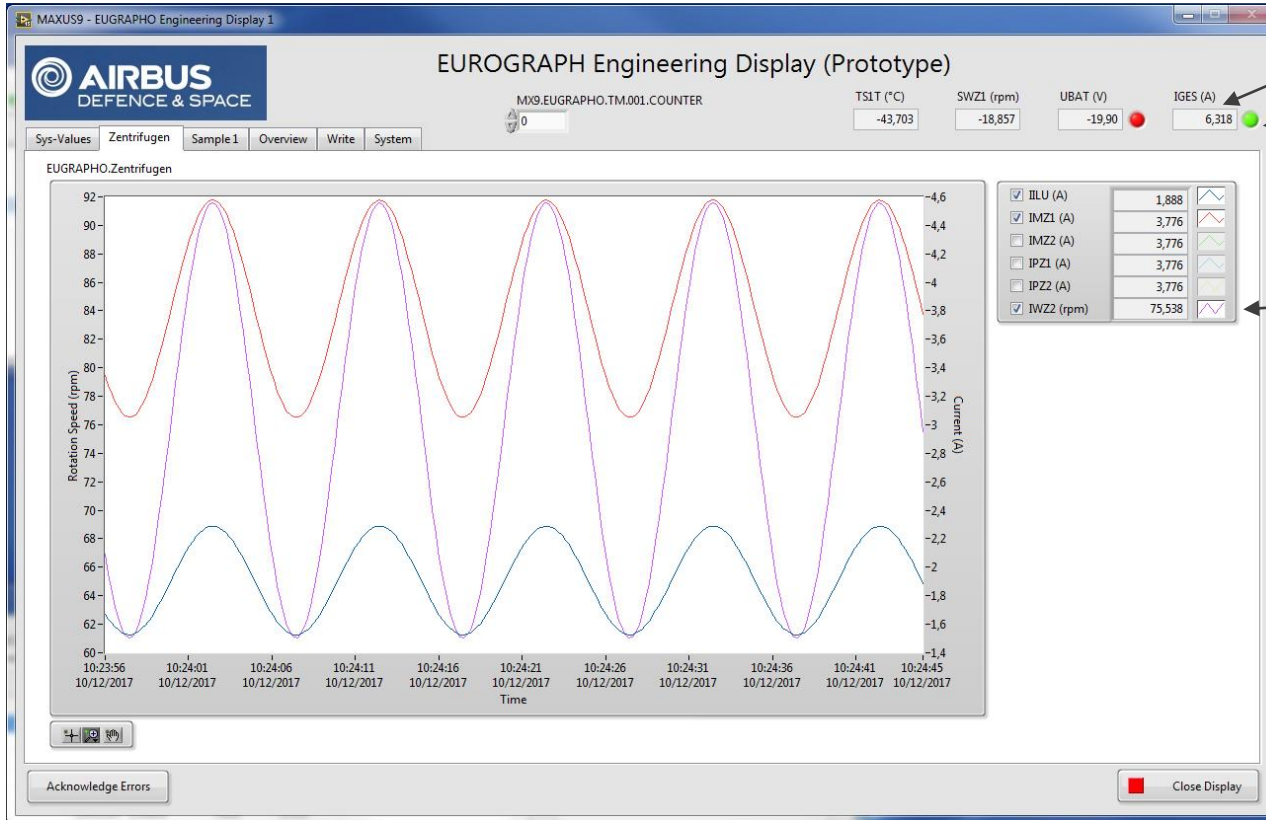 MAXUS9 - EUGRAPHO Engineering Display 1
AIRBUS
DEFENCE & SPACE
EUROGRAPH Engineering Display (Prototype)
MX9.EUGRAPHO.TM.001.COUNTER
0
TS1T (°C) SWZ1 (rpm) UBAT (V) IGES (A)
-43,703 -18,857 -19,90 6,318
Sys-Values Zentrifugen Sample 1 Overview Write System
EUGRAPHO.Zentrifugen
92 90 88 86 84 82 80 78 76 74 72 70 68 66 64 62 60
Rotation Speed (rpm)
4,6 4,4 4,2 4 3,8 3,6 3,4 3,2 3 2,8 2,6 2,4 2,2 2 1,8 1,6 1,4
Current (A)
10:23:56 10:24:01 10:24:06 10:24:11 10:24:16 10:24:21 10:24:26 10:24:31 10:24:36 10:24:41 10:24:45
10/12/2017 10/12/2017 10/12/2017 10/12/2017 10/12/2017 10/12/2017 10/12/2017 10/12/2017 10/12/2017 10/12/2017 10/12/2017
Time
IILU (A) 1,888
IMZ1 (A) 3,776
IMZ2 (A) 3,776
IPZ1 (A) 3,776
IPZ2 (A) 3,776
IWZ2 (rpm) 75,538
Acknowledge Errors
Close Display